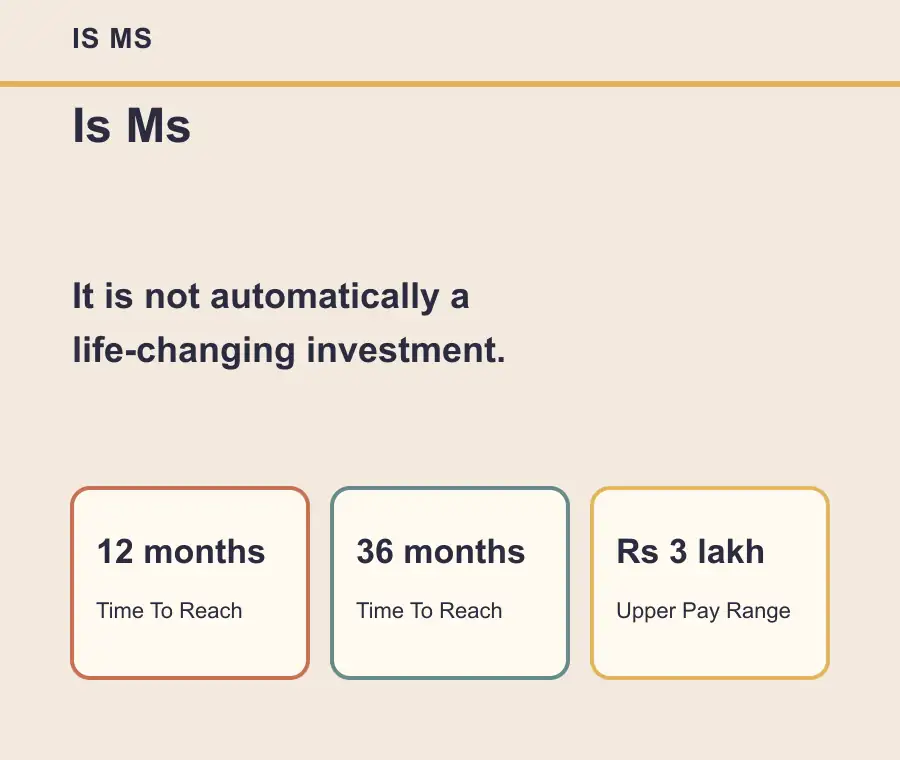 IS MS
Is Ms
It is not automatically a
life-changing investment.
12 months
Time To Reach
36 months
Time To Reach
Rs 3 lakh
Upper Pay Range